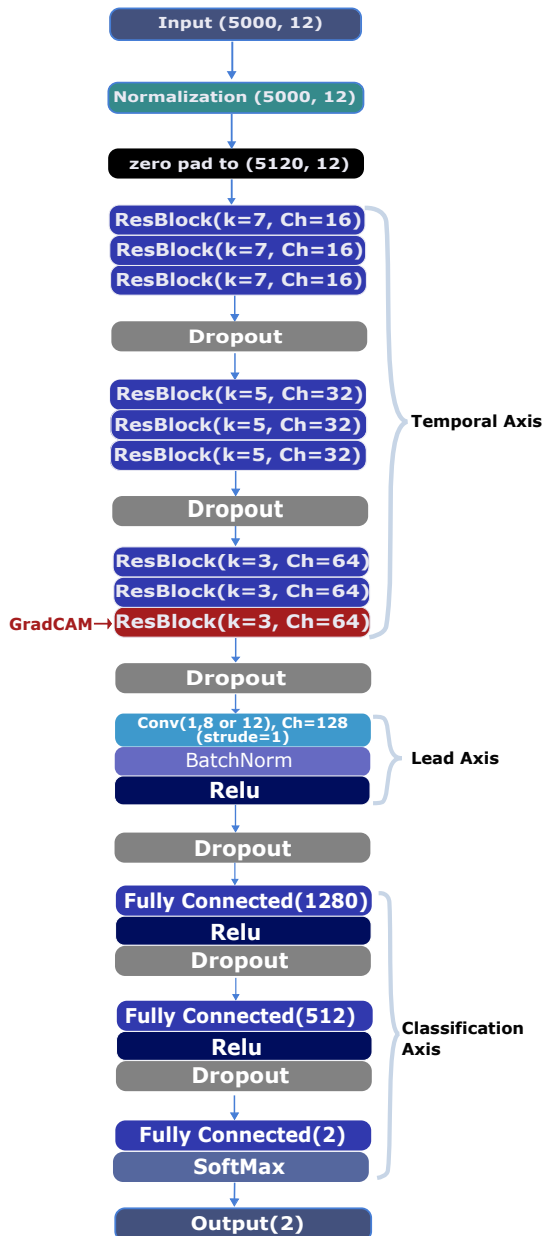 Input (5000, 12)
Normalization (5000, 12)
zero pad to (5120, 12)
ResBlock(k=7, Ch=16)
ResBlock(k=7, Ch=16)
ResBlock(k=7, Ch=16)
Dropout
ResBlock(k=5, Ch=32)
ResBlock(k=5, Ch=32)
ResBlock(k=5, Ch=32)
Temporal Axis
Dropout
ResBlock(k=3, Ch=64)
ResBlock(k=3, Ch=64)
GradCAM→ ResBlock(k=3, Ch=64)
Dropout
Conv(1,8 or 12), Ch=128
(strude=1)
BatchNorm
Lead Axis
Relu
Dropout
Fully Connected(1280)
Relu
Dropout
Fully Connected(512)
Classification
Axis
Relu
Dropout
Fully Connected(2)
SoftMax
Output(2)